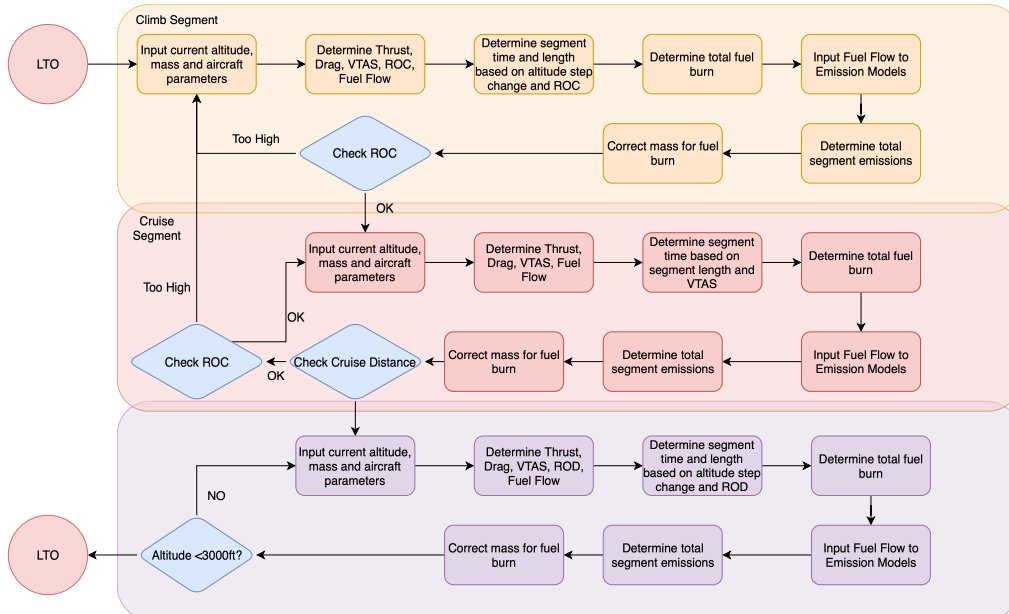 Climb Segment
LTO
Input current altitude,
mass and aircraft
parameters
Determine Thrust,
Drag, VTAS, ROC,
Fuel Flow
Determine segment
time and length
based on altitude step
change and ROC
Determine total fuel
burn
Input Fuel Flow to
Emission Models
Too High
Check ROC
Correct mass for fuel
burn
Determine total
segment emissions
OK
Cruise
Segment
Input current altitude,
mass and aircraft
parameters
Determine Thrust,
Drag, VTAS, Fuel
Flow
Determine segment
time based on
segment length and
VTAS
Determine total fuel
burn
Too High
OK
Check ROC
OK
Check Cruise Distance
Correct mass for fuel
burn
Determine total
segment emissions
Input Fuel Flow to
Emission Models
Input current altitude,
mass and aircraft
parameters
Determine Thrust,
Drag, VTAS, ROD,
Fuel Flow
Determine segment
time and length
based on altitude step
change and ROD
Determine total fuel
burn
NO
LTO
Altitude <3000ft?
Correct mass for fuel
burn
Determine total
segment emissions
Input Fuel Flow to
Emission Models